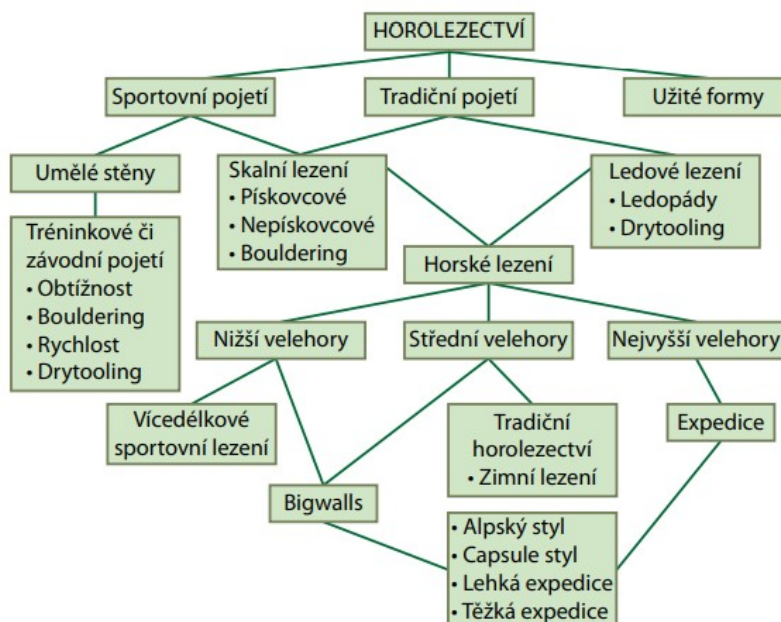 HOROLEZECTVÍ
Sportovní pojetí
Tradiční pojetí
Užité formy
Umělé stěny
Skalní lezení
• Pískovcové
• Nepískovcové
• Bouldering
Ledové lezení
• Ledopády
• Drytooling
Tréninkové či
závodní pojetí
• Obtížnost
• Bouldering
• Rychlost
• Drytooling
Horské lezení
Nižší velehory
Střední velehory
Nejvyšší velehory
Vícedélkové
sportovní lezení
Tradiční
horolezectví
• Zimní lezení
Expedice
Bigwalls
• Alpský styl
• Capsule styl
• Lehká expedice
• Těžká expedice